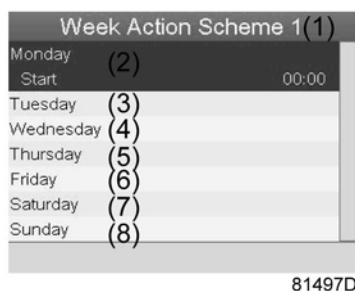 Week Action Scheme 1(1)
Monday (2)
Start 00:00
Tuesday (3)
Wednesday (4)
Thursday (5)
Friday (6)
Saturday (7)
Sunday (8)
81497D